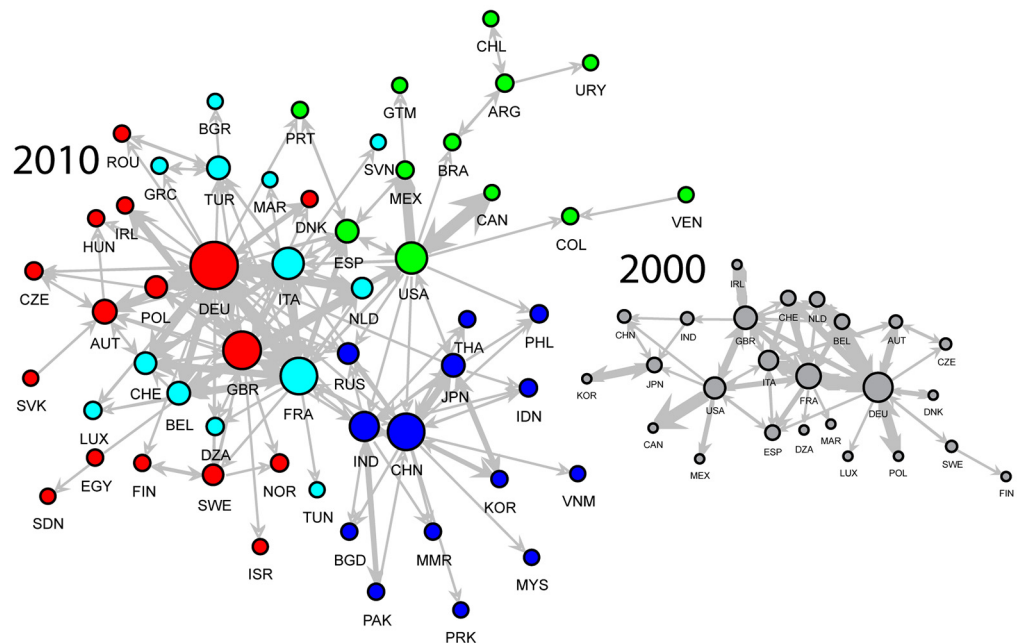 CHL
URY
ARG
GTM
BGR
PRT
2010
ROU
SVN
BRA
GRC
TUR
MAR
MEX
CAN
IRL
HUN
DNK
VEN
COL
ESP
2000
CZE
POL
DEU
ITA
NLD
USA
AUT
THA
PHL
CHE
GBR
RUS
JPN
SVK
BEL
FRA
IDN
LUX
DZA
IND
CHN
EGY
FIN
SWE
NOR
TUN
KOR
VNM
SDN
ISR
BGD
MMR
MYS
PAK
PRK
IRL
CHE
NLD
CHN
IND
GBR
BEL
AUT
CZE
KOR
JPN
USA
ITA
FRA
DEU
DNK
CAN
ESP
DZA
MAR
MEX
LUX
POL
SWE
FIN